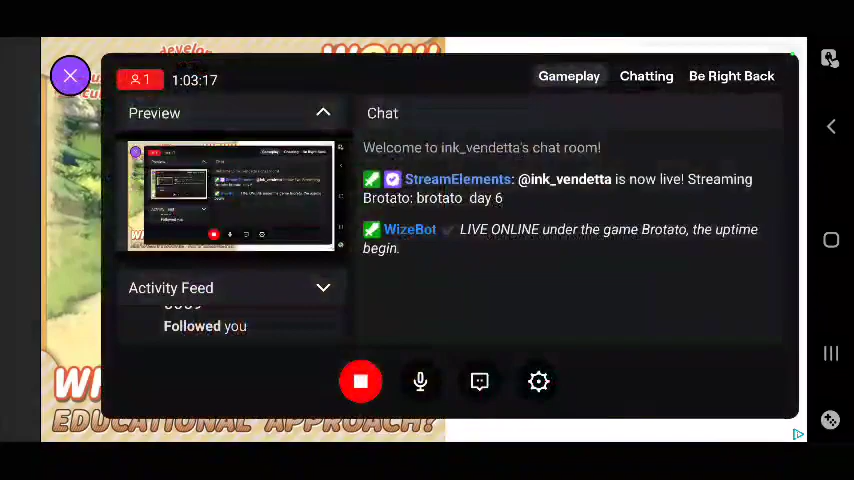 develop
WOW!
1
1:03:17
Gameplay
Chatting
Be Right Back
Preview
Chat
Welcome to ink_vendetta's chat room!
StreamElements: @ink_vendetta is now live! Streaming
Brotato: brotato day 6
WizeBot LIVE ONLINE under the game Brotato, the uptime
begin.
Activity Feed
Followed you
EDUCATIONAL APPROACH?